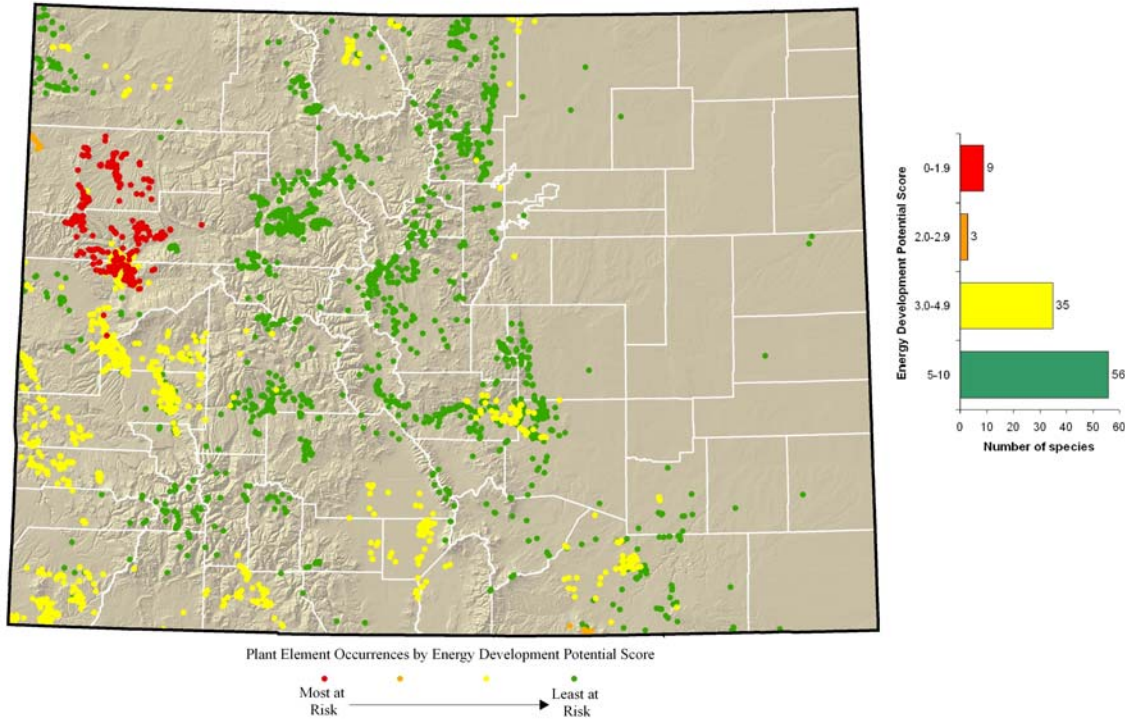 Energy Development Potential Score
0-1.9
9
2.0-2.9
3
3.0-4.9
35
5-10
56
0 10 20 30 40 50 60
Number of species
Plant Element Occurrences by Energy Development Potential Score
Most at
Risk
Least at
Risk